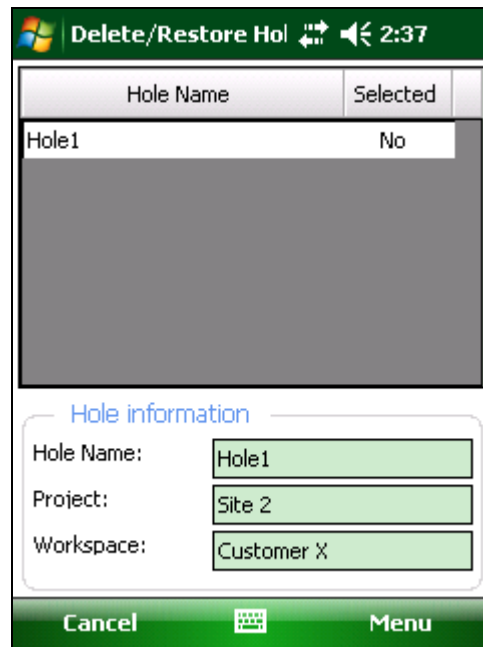 Delete/Restore Hol 2:37
Hole Name Selected
Hole1 No
Hole information
Hole Name: Hole1
Project: Site 2
Workspace: Customer X
Cancel Menu